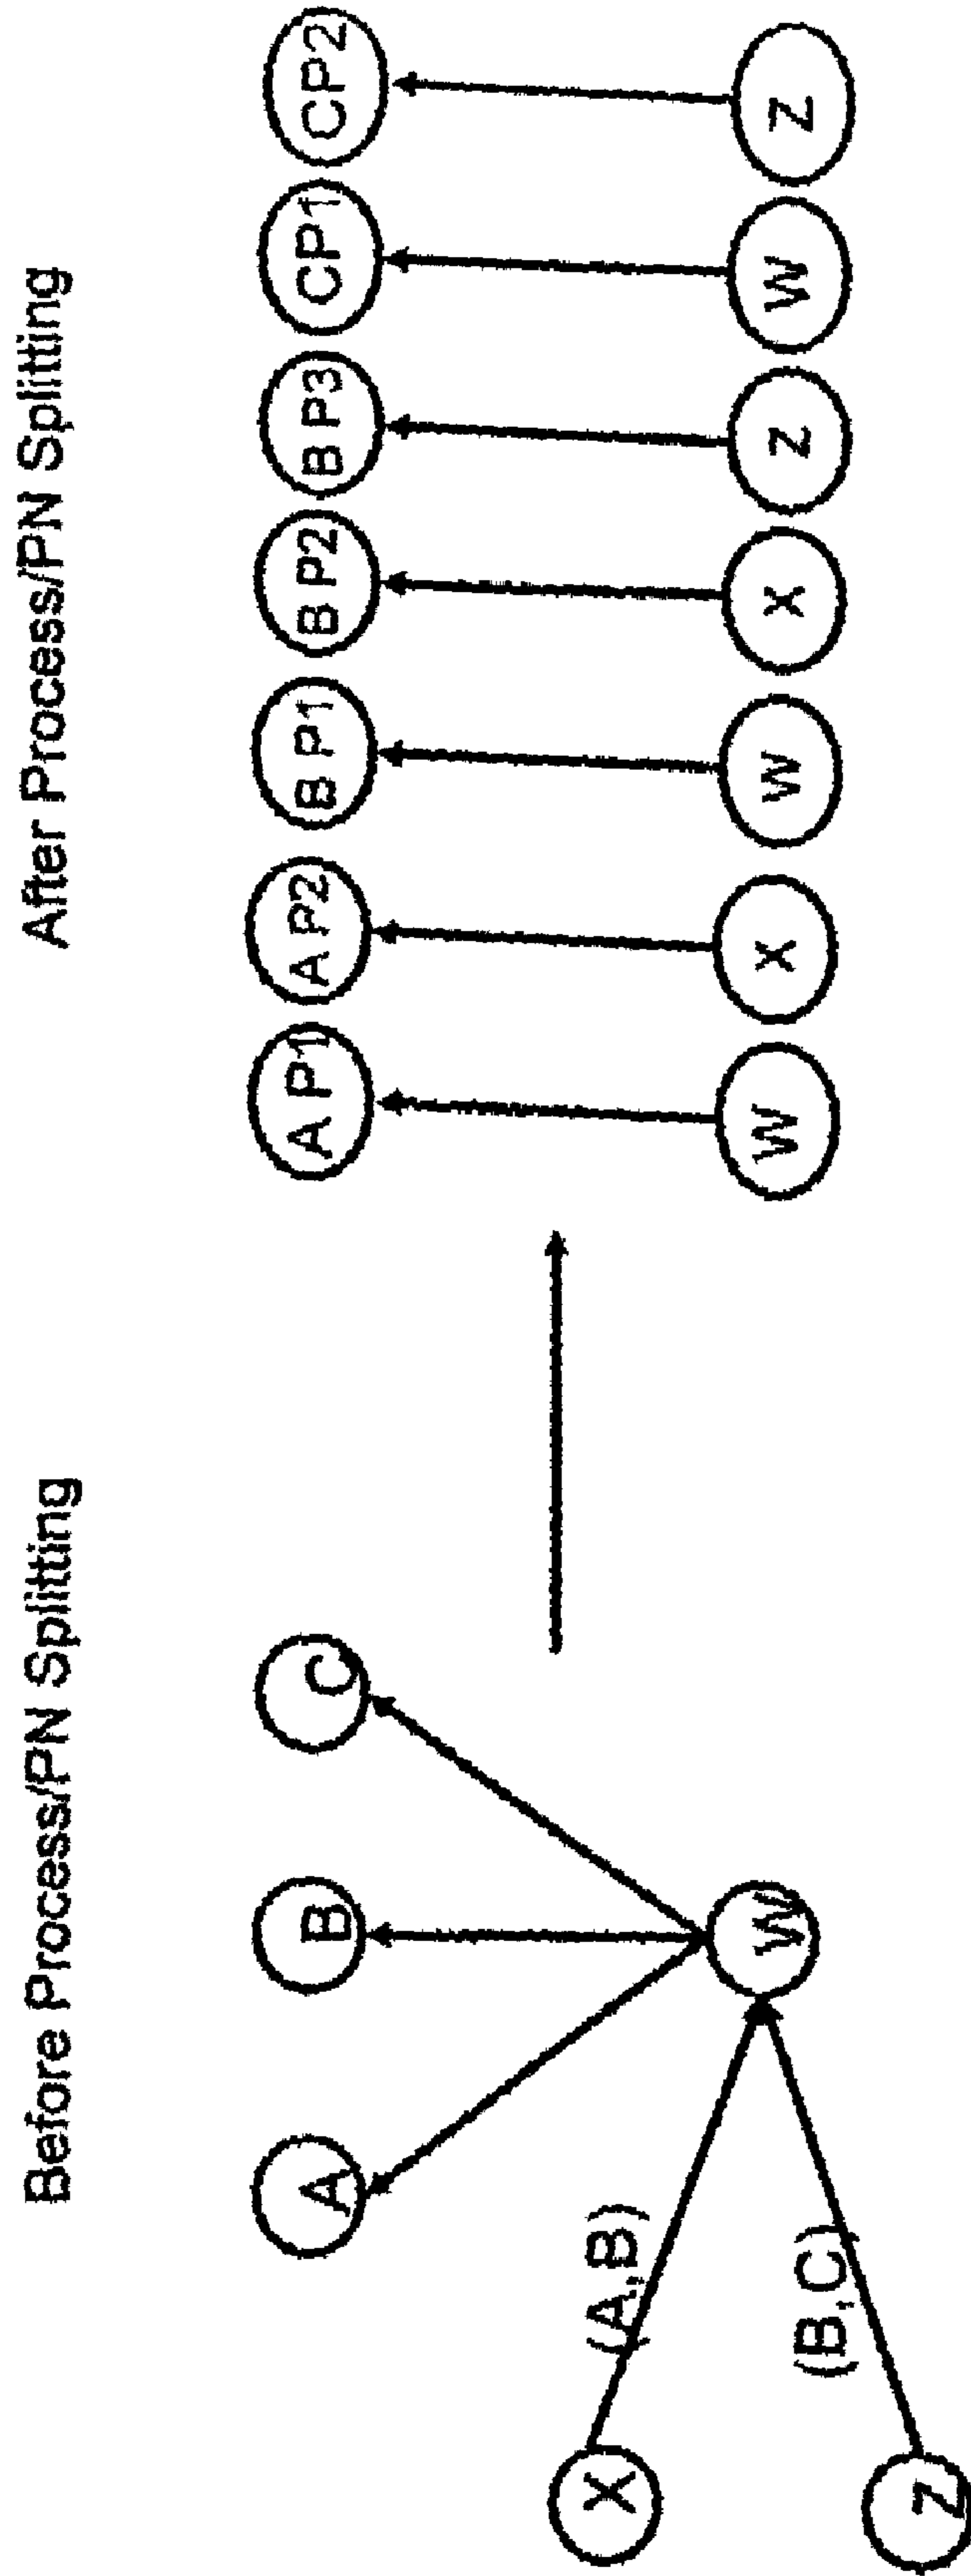 Before Process/PN Splitting
A
B
C
X
(A,B)
W
(B,C)
Z
After Process/PN Splitting
A P1
A P2
B P1
B P2
B P3
CP1
CP2
W
X
W
X
Z
W
Z